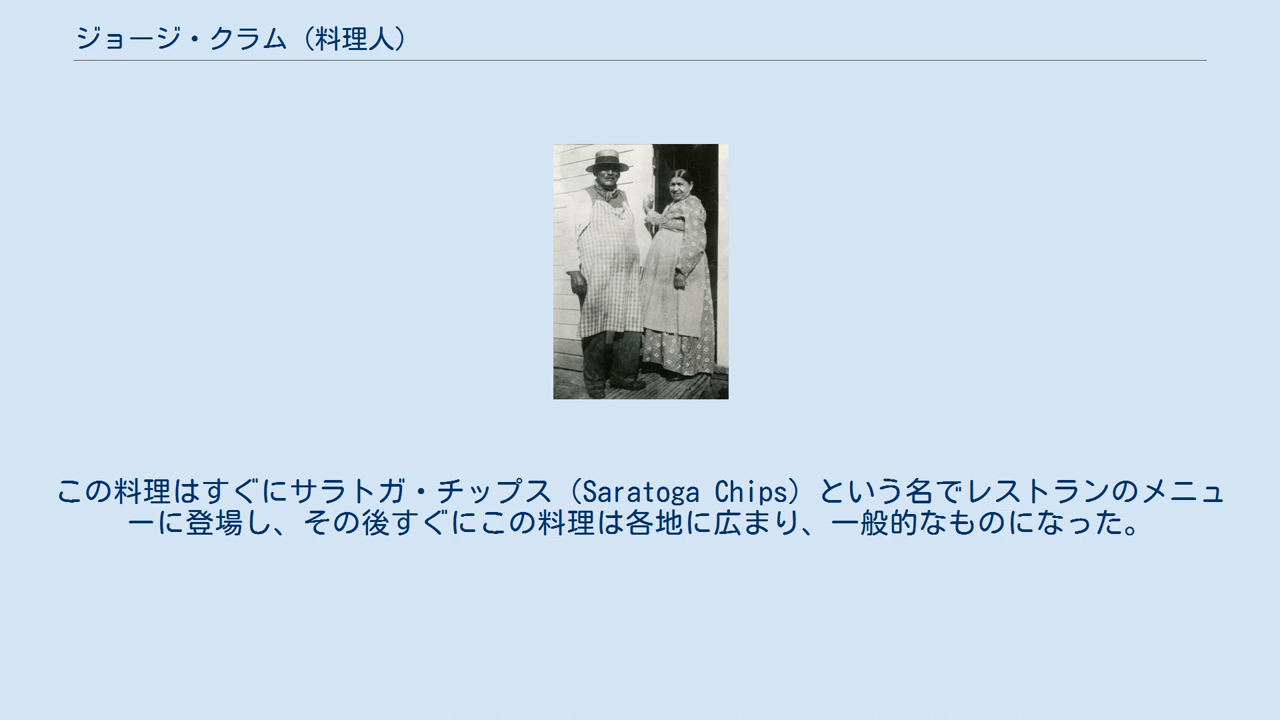 ジョージ・クラム（料理人）
この料理はすぐにサラトガ・チップス（Saratoga Chips）という名でレストランのメニュ
ーに登場し、その後すぐにこの料理は各地に広まり、一般的なものになった。